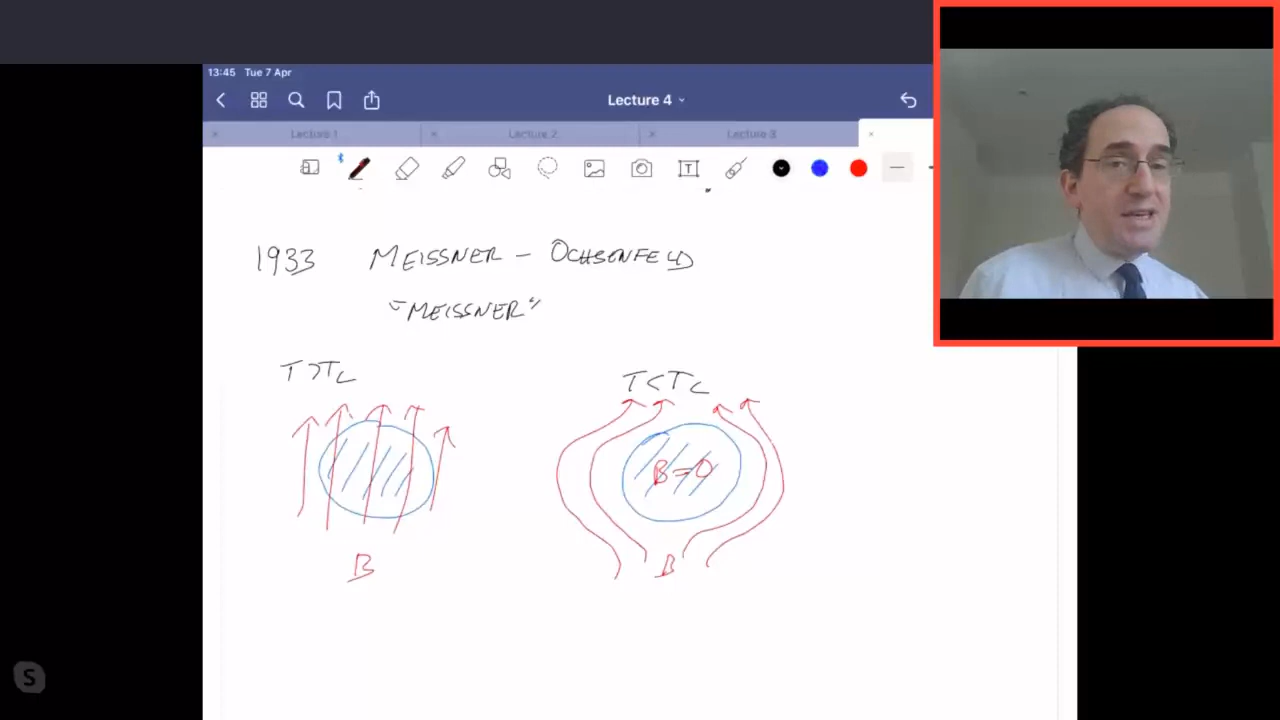 13:45 Tue 7 Apr
Lecture 4
Lecture 1
Lecture 2
Lecture 3
T
1933 MEISSNER - OCHSENFELD
"MEISSNER"
T>Tc
T<Tc
B=0
B
B
S